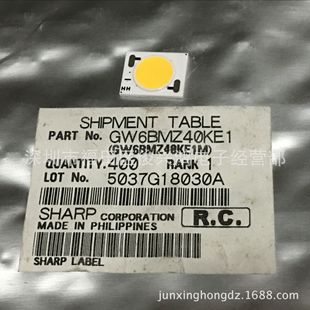 HH
SHIPMENT TABLE
PART No. GW6BMZ40KE1
(GW6BMZ40KE1M)
QUANTITY. 400 RANK
LOT No. 5037G18030A
SHARP CORPORATION R.C.
MADE IN PHILIPPINES
SHARP LABEL
junxinghongdz.1688.com